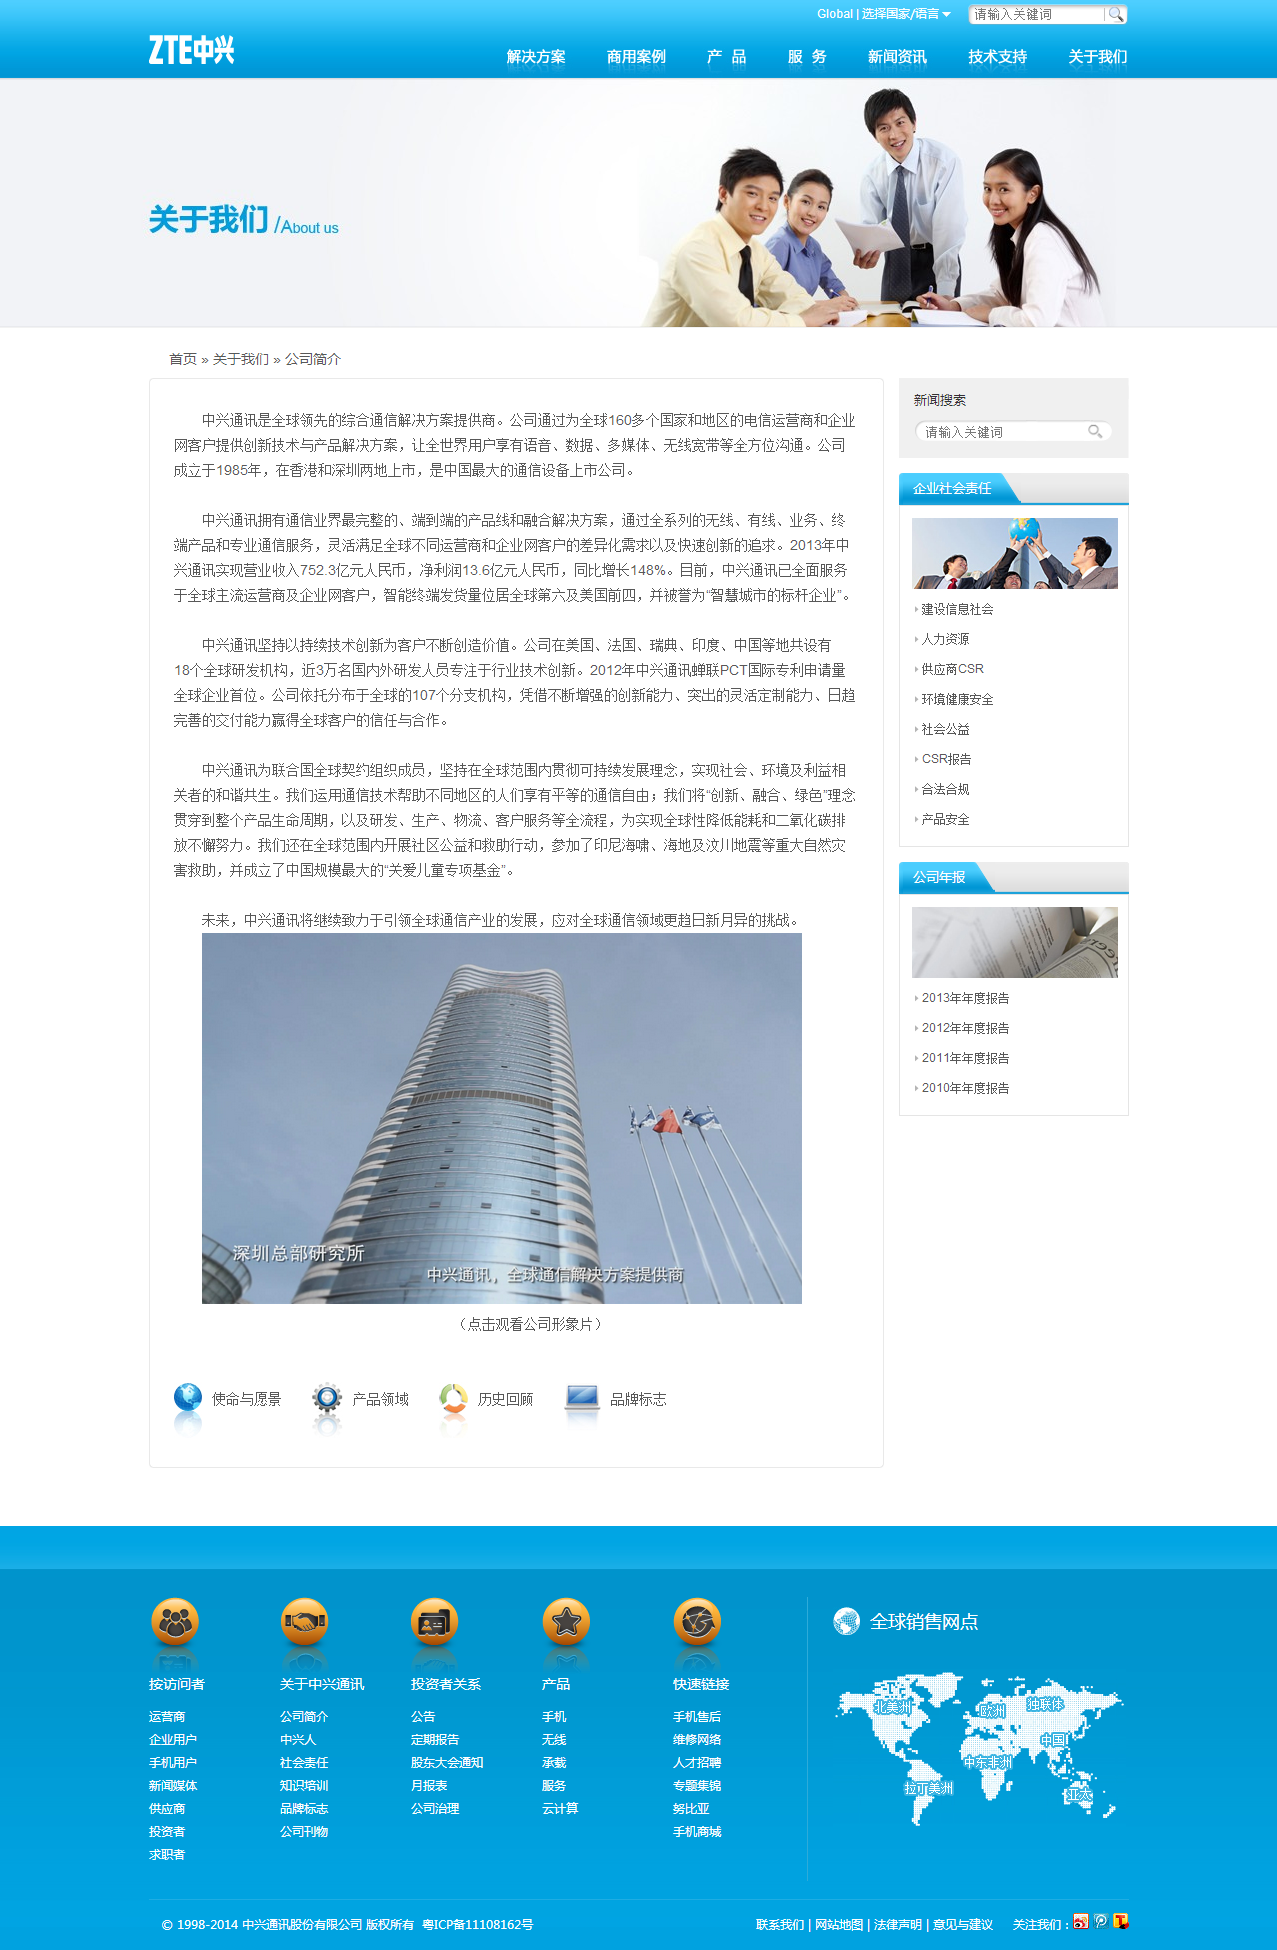 Global | 选择国家/语言
请输入关键词
ZTE中兴
解决方案 商用案例 产 品 服 务 新闻资讯 技术支持 关于我们
关于我们 /About us
首页 » 关于我们 » 公司简介
中兴通讯是全球领先的综合通信解决方案提供商。公司通过为全球160多个国家和地区的电信运营商和企业
网客户提供创新技术与产品解决方案，让全世界用户享有语音、数据、多媒体、无线宽带等全方位沟通。公司
成立于1985年，在香港和深圳两地上市，是中国最大的通信设备上市公司。
中兴通讯拥有通信业界最完整的、端到端的产品线和融合解决方案，通过全系列的无线、有线、业务、终
端产品和专业通信服务，灵活满足全球不同运营商和企业网客户的差异化需求以及快速创新的追求。2013年中
兴通讯实现营业收入752.3亿元人民币，净利润13.6亿元人民币，同比增长148%。目前，中兴通讯已全面服务
于全球主流运营商及企业网客户，智能终端发货量位居全球第六及美国前四，并被誉为“智慧城市的标杆企业”。
中兴通讯坚持以持续技术创新为客户不断创造价值。公司在美国、法国、瑞典、印度、中国等地共设有
18个全球研发机构，近3万名国内外研发人员专注于行业技术创新。2012年中兴通讯蝉联PCT国际专利申请量
全球企业首位。公司依托分布于全球的107个分支机构，凭借不断增强的创新能力、突出的灵活定制能力、日趋
完善的交付能力赢得全球客户的信任与合作。
中兴通讯为联合国全球契约组织成员，坚持在全球范围内贯彻可持续发展理念，实现社会、环境及利益相
关者的和谐共生。我们运用通信技术帮助不同地区的人们享有平等的通信自由；我们将“创新、融合、绿色”理念
贯穿到整个产品生命周期，以及研发、生产、物流、客户服务等全流程，为实现全球性降低能耗和二氧化碳排
放不懈努力。我们还在全球范围内开展社区公益和救助行动，参加了印尼海啸、海地及汶川地震等重大自然灾
害救助，并成立了中国规模最大的“关爱儿童专项基金”。
未来，中兴通讯将继续致力于引领全球通信产业的发展，应对全球通信领域更趋日新月异的挑战。
深圳总部研究所
中兴通讯，全球通信解决方案提供商
（点击观看公司形象片）
使命与愿景 产品领域 历史回顾 品牌标志
新闻搜索
请输入关键词
企业社会责任
建设信息社会
人力资源
供应商CSR
环境健康安全
社会公益
CSR报告
合法合规
产品安全
公司年报
2013年年度报告
2012年年度报告
2011年年度报告
2010年年度报告
按访问者
运营商
企业用户
手机用户
新闻媒体
供应商
投资者
求职者
关于中兴通讯
公司简介
中兴人
社会责任
知识培训
品牌标志
公司刊物
投资者关系
公告
定期报告
股东大会通知
月报表
公司治理
产品
手机
无线
承载
服务
云计算
快速链接
手机售后
维修网络
人才招聘
专题集锦
努比亚
手机商城
全球销售网点
北美洲
欧洲
独联体
中国
中东非洲
拉丁美洲
亚太
© 1998-2014 中兴通讯股份有限公司 版权所有 粤ICP备11108162号
联系我们 | 网站地图 | 法律声明 | 意见与建议 关注我们：